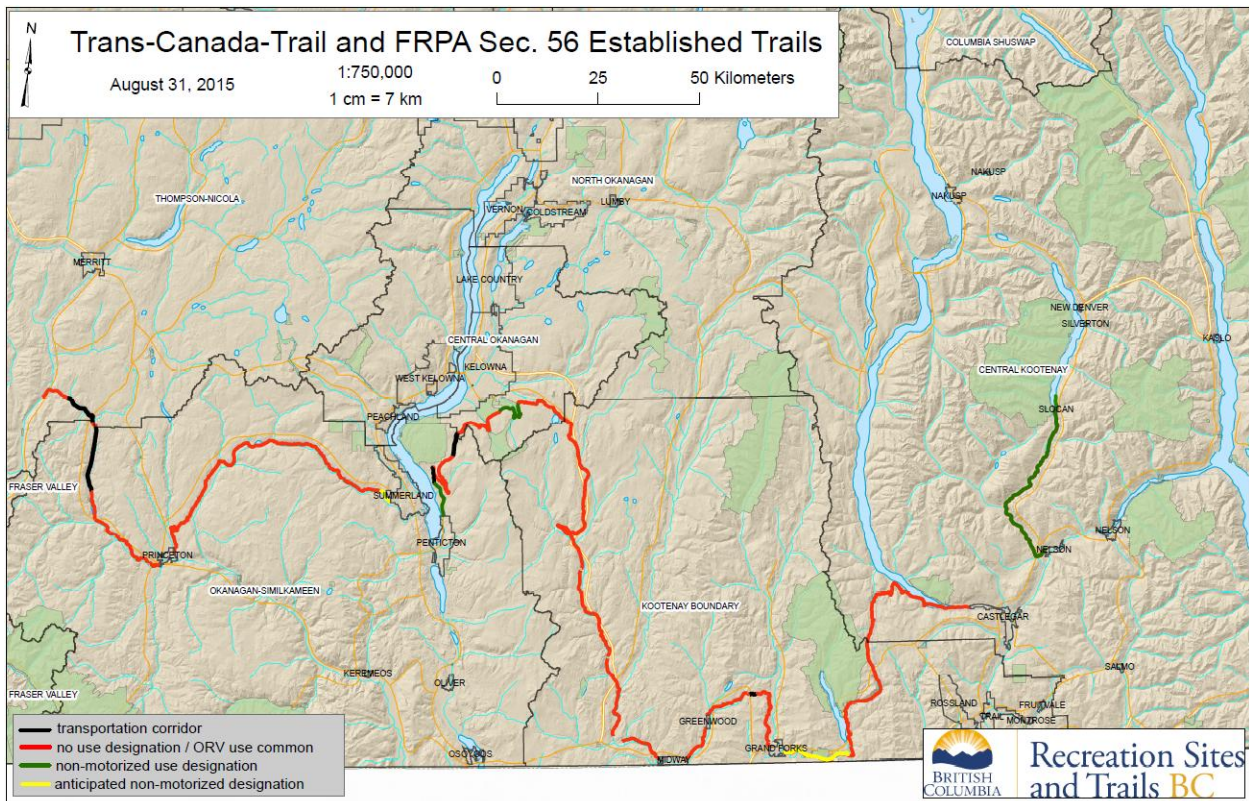 N
Trans-Canada-Trail and FRPA Sec. 56 Established Trails
August 31, 2015
1:750,000
1 cm = 7 km
0 25 50 Kilometers
COLUMBIA SHUSWAP
NORTH OKANAGAN
THOMPSON-NICOLA
NAKUSP
NAKUSP
LUMBY
VERNON
COLDSTREAM
MERRITT
LAKE COUNTRY
NEW DENVER
SILVERTON
CENTRAL OKANAGAN
KASLO
KELOWNA
WEST KELOWNA
CENTRAL KOOTENAY
PEACHLAND
SLOCAN
FRASER VALLEY
SUMMERLAND
NELSON
PENTICTON
NELSON
PRINCETON
OKANAGAN-SIMILKAMEEN
KOOTENAY BOUNDARY
CASTLEGAR
KEREMEOS
OLIVER
SALMO
FRASER VALLEY
ROSSLAND
FRUITVALE
TRAIL
MONTROSE
GREENWOOD
GRAND FORKS
OSOYOOS
MIDWAY
transportation corridor
no use designation / ORV use common
non-motorized use designation
anticipated non-motorized designation
BRITISH
COLUMBIA
Recreation Sites
and Trails BC